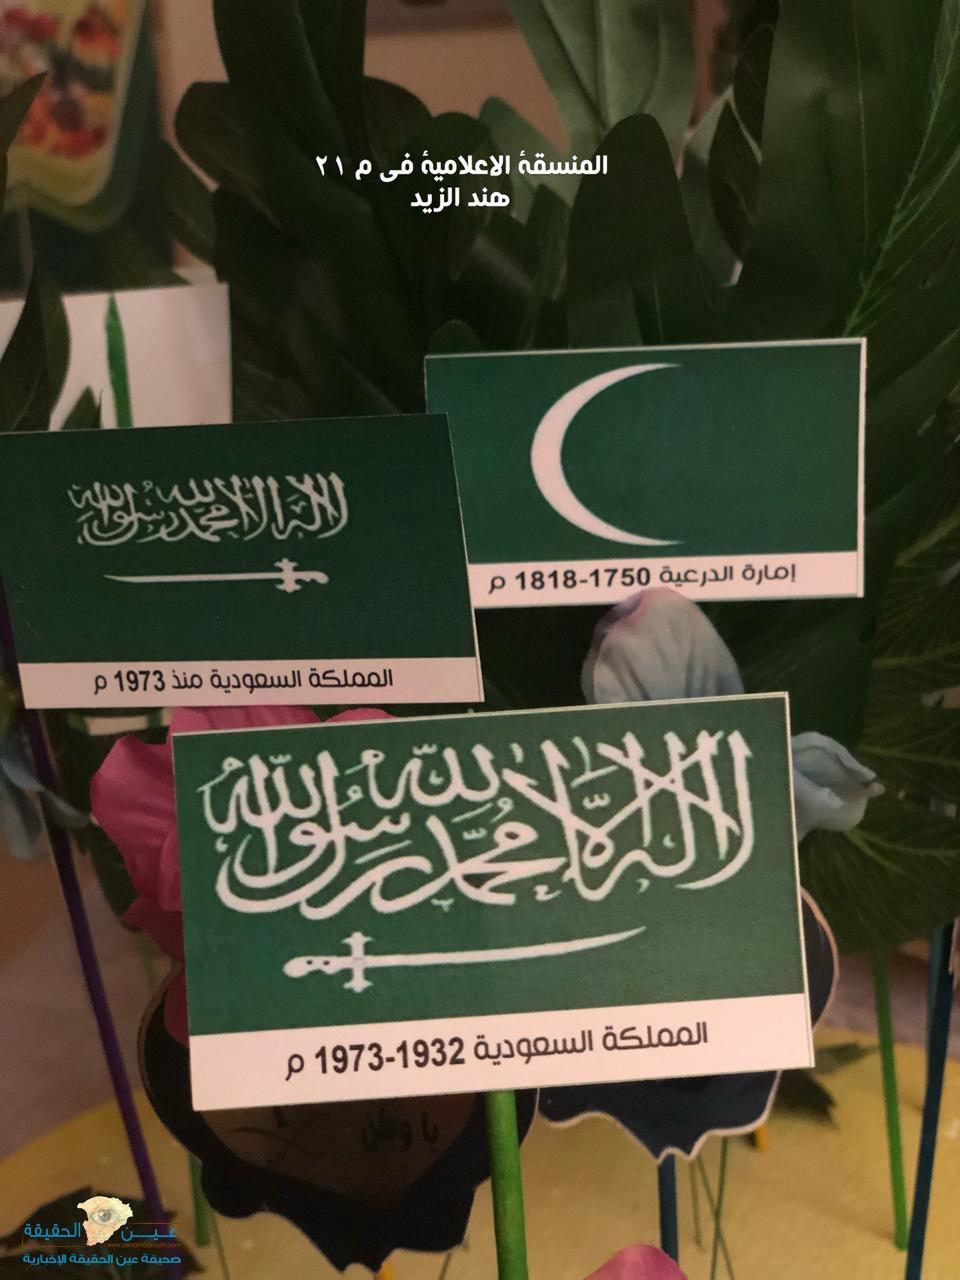 المنسقة الاعلامية فى م ٢١
هند الزيد
إمارة الدرعية 1750-1818 م
لا إله إلا الله محمد رسول الله
المملكة السعودية منذ 1973 م
لا إله إلا الله محمد رسول الله
المملكة السعودية 1932-1973 م
يا وطن
عين الحقيقة
صحيفة عين الحقيقة الإخبارية